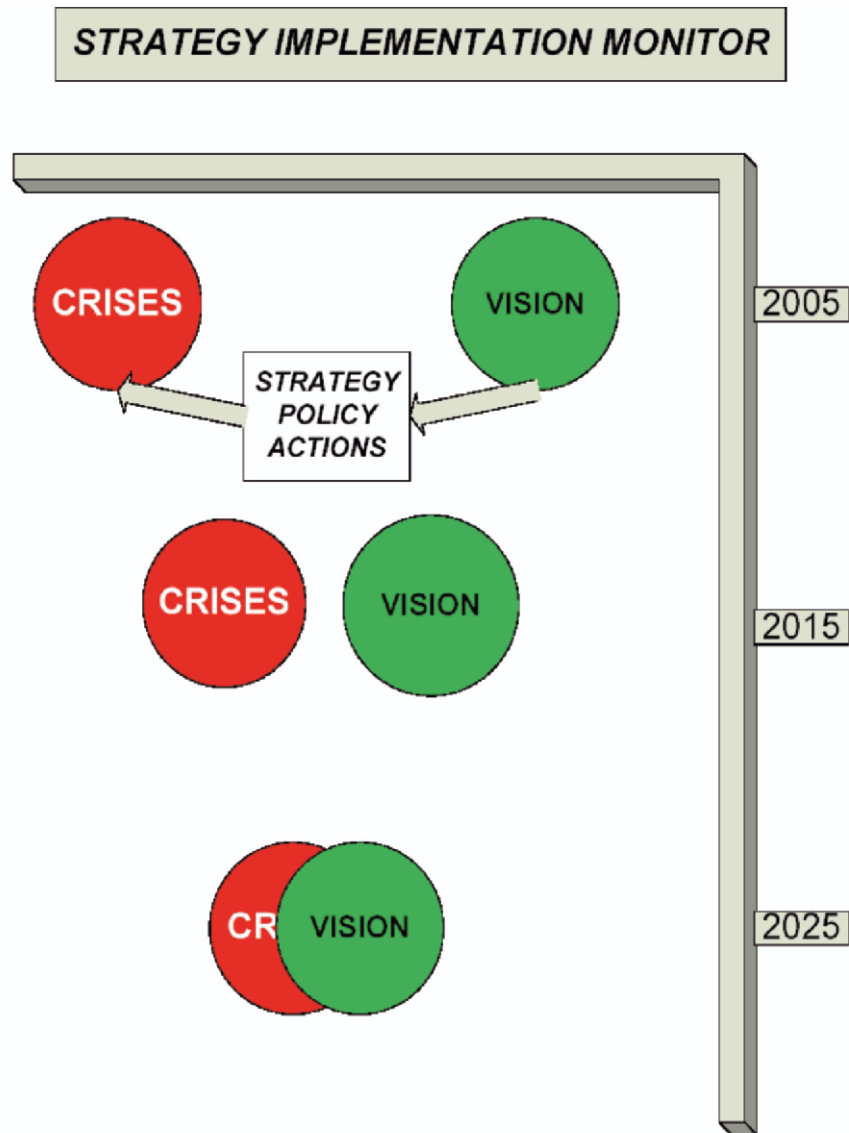 STRATEGY IMPLEMENTATION MONITOR
CRISES
VISION
2005
STRATEGY
POLICY
ACTIONS
CRISES
VISION
2015
CR
VISION
2025